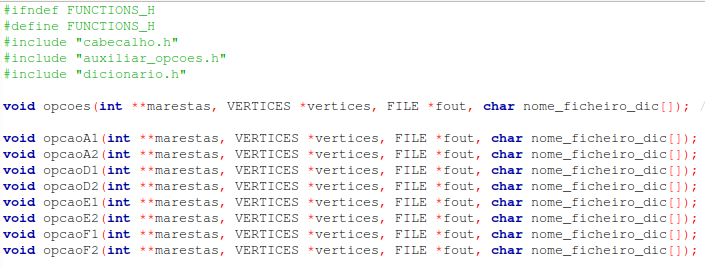 #ifndef FUNCTIONS_H
#define FUNCTIONS_H
#include "cabecalho.h"
#include "auxiliar_opcoes.h"
#include "dicionario.h"
void opcoes(int **marestas, VERTICES *vertices, FILE *fout, char nome_ficheiro_dic[]); /
void opcaoA1(int **marestas, VERTICES *vertices, FILE *fout, char nome_ficheiro_dic[]);
void opcaoA2(int **marestas, VERTICES *vertices, FILE *fout, char nome_ficheiro_dic[]);
void opcaoD1(int **marestas, VERTICES *vertices, FILE *fout, char nome_ficheiro_dic[]);
void opcaoD2(int **marestas, VERTICES *vertices, FILE *fout, char nome_ficheiro_dic[]);
void opcaoE1(int **marestas, VERTICES *vertices, FILE *fout, char nome_ficheiro_dic[]);
void opcaoE2(int **marestas, VERTICES *vertices, FILE *fout, char nome_ficheiro_dic[]);
void opcaoF1(int **marestas, VERTICES *vertices, FILE *fout, char nome_ficheiro_dic[]);
void opcaoF2(int **marestas, VERTICES *vertices, FILE *fout, char nome_ficheiro_dic[]);